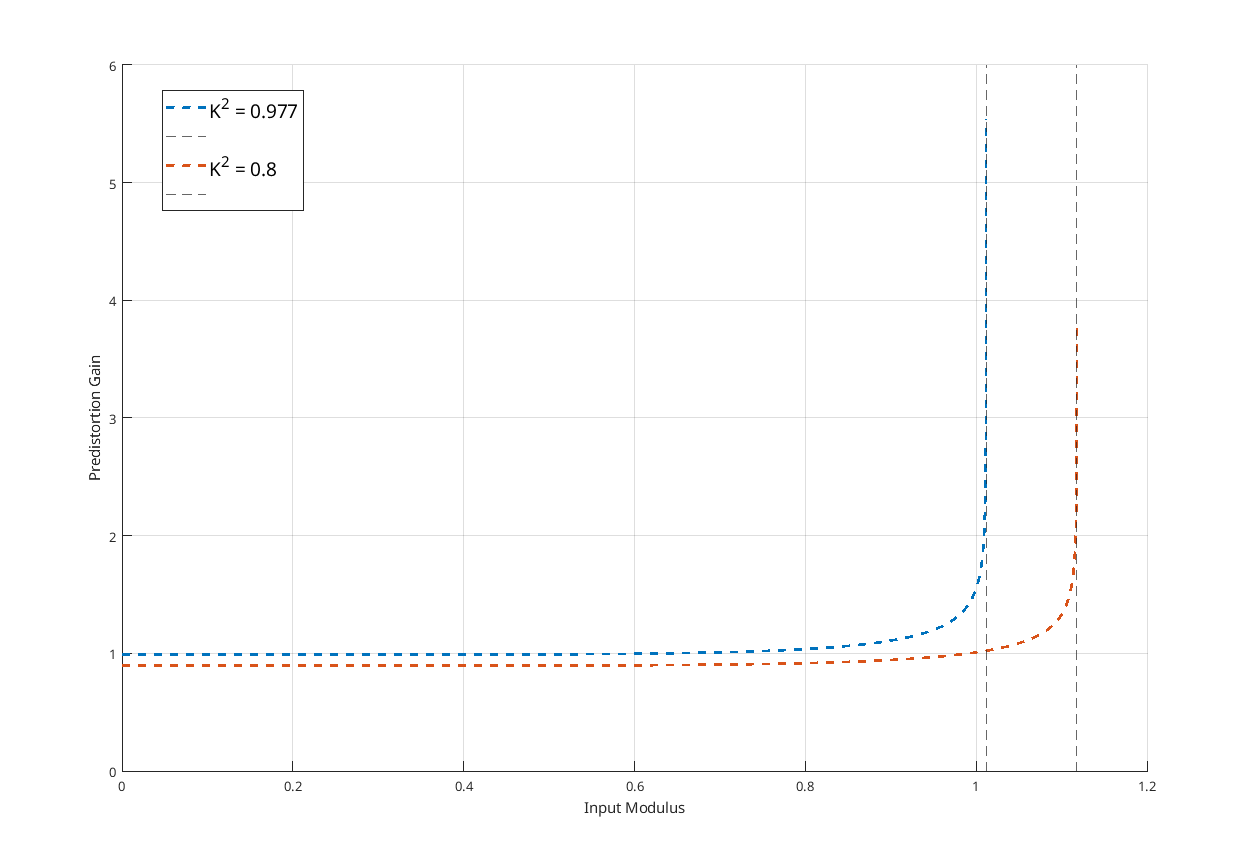 6
K² = 0.977
K² = 0.8
5
4
3
2
1
0
Predistortion Gain
0 0.2 0.4 0.6 0.8 1 1.2
Input Modulus